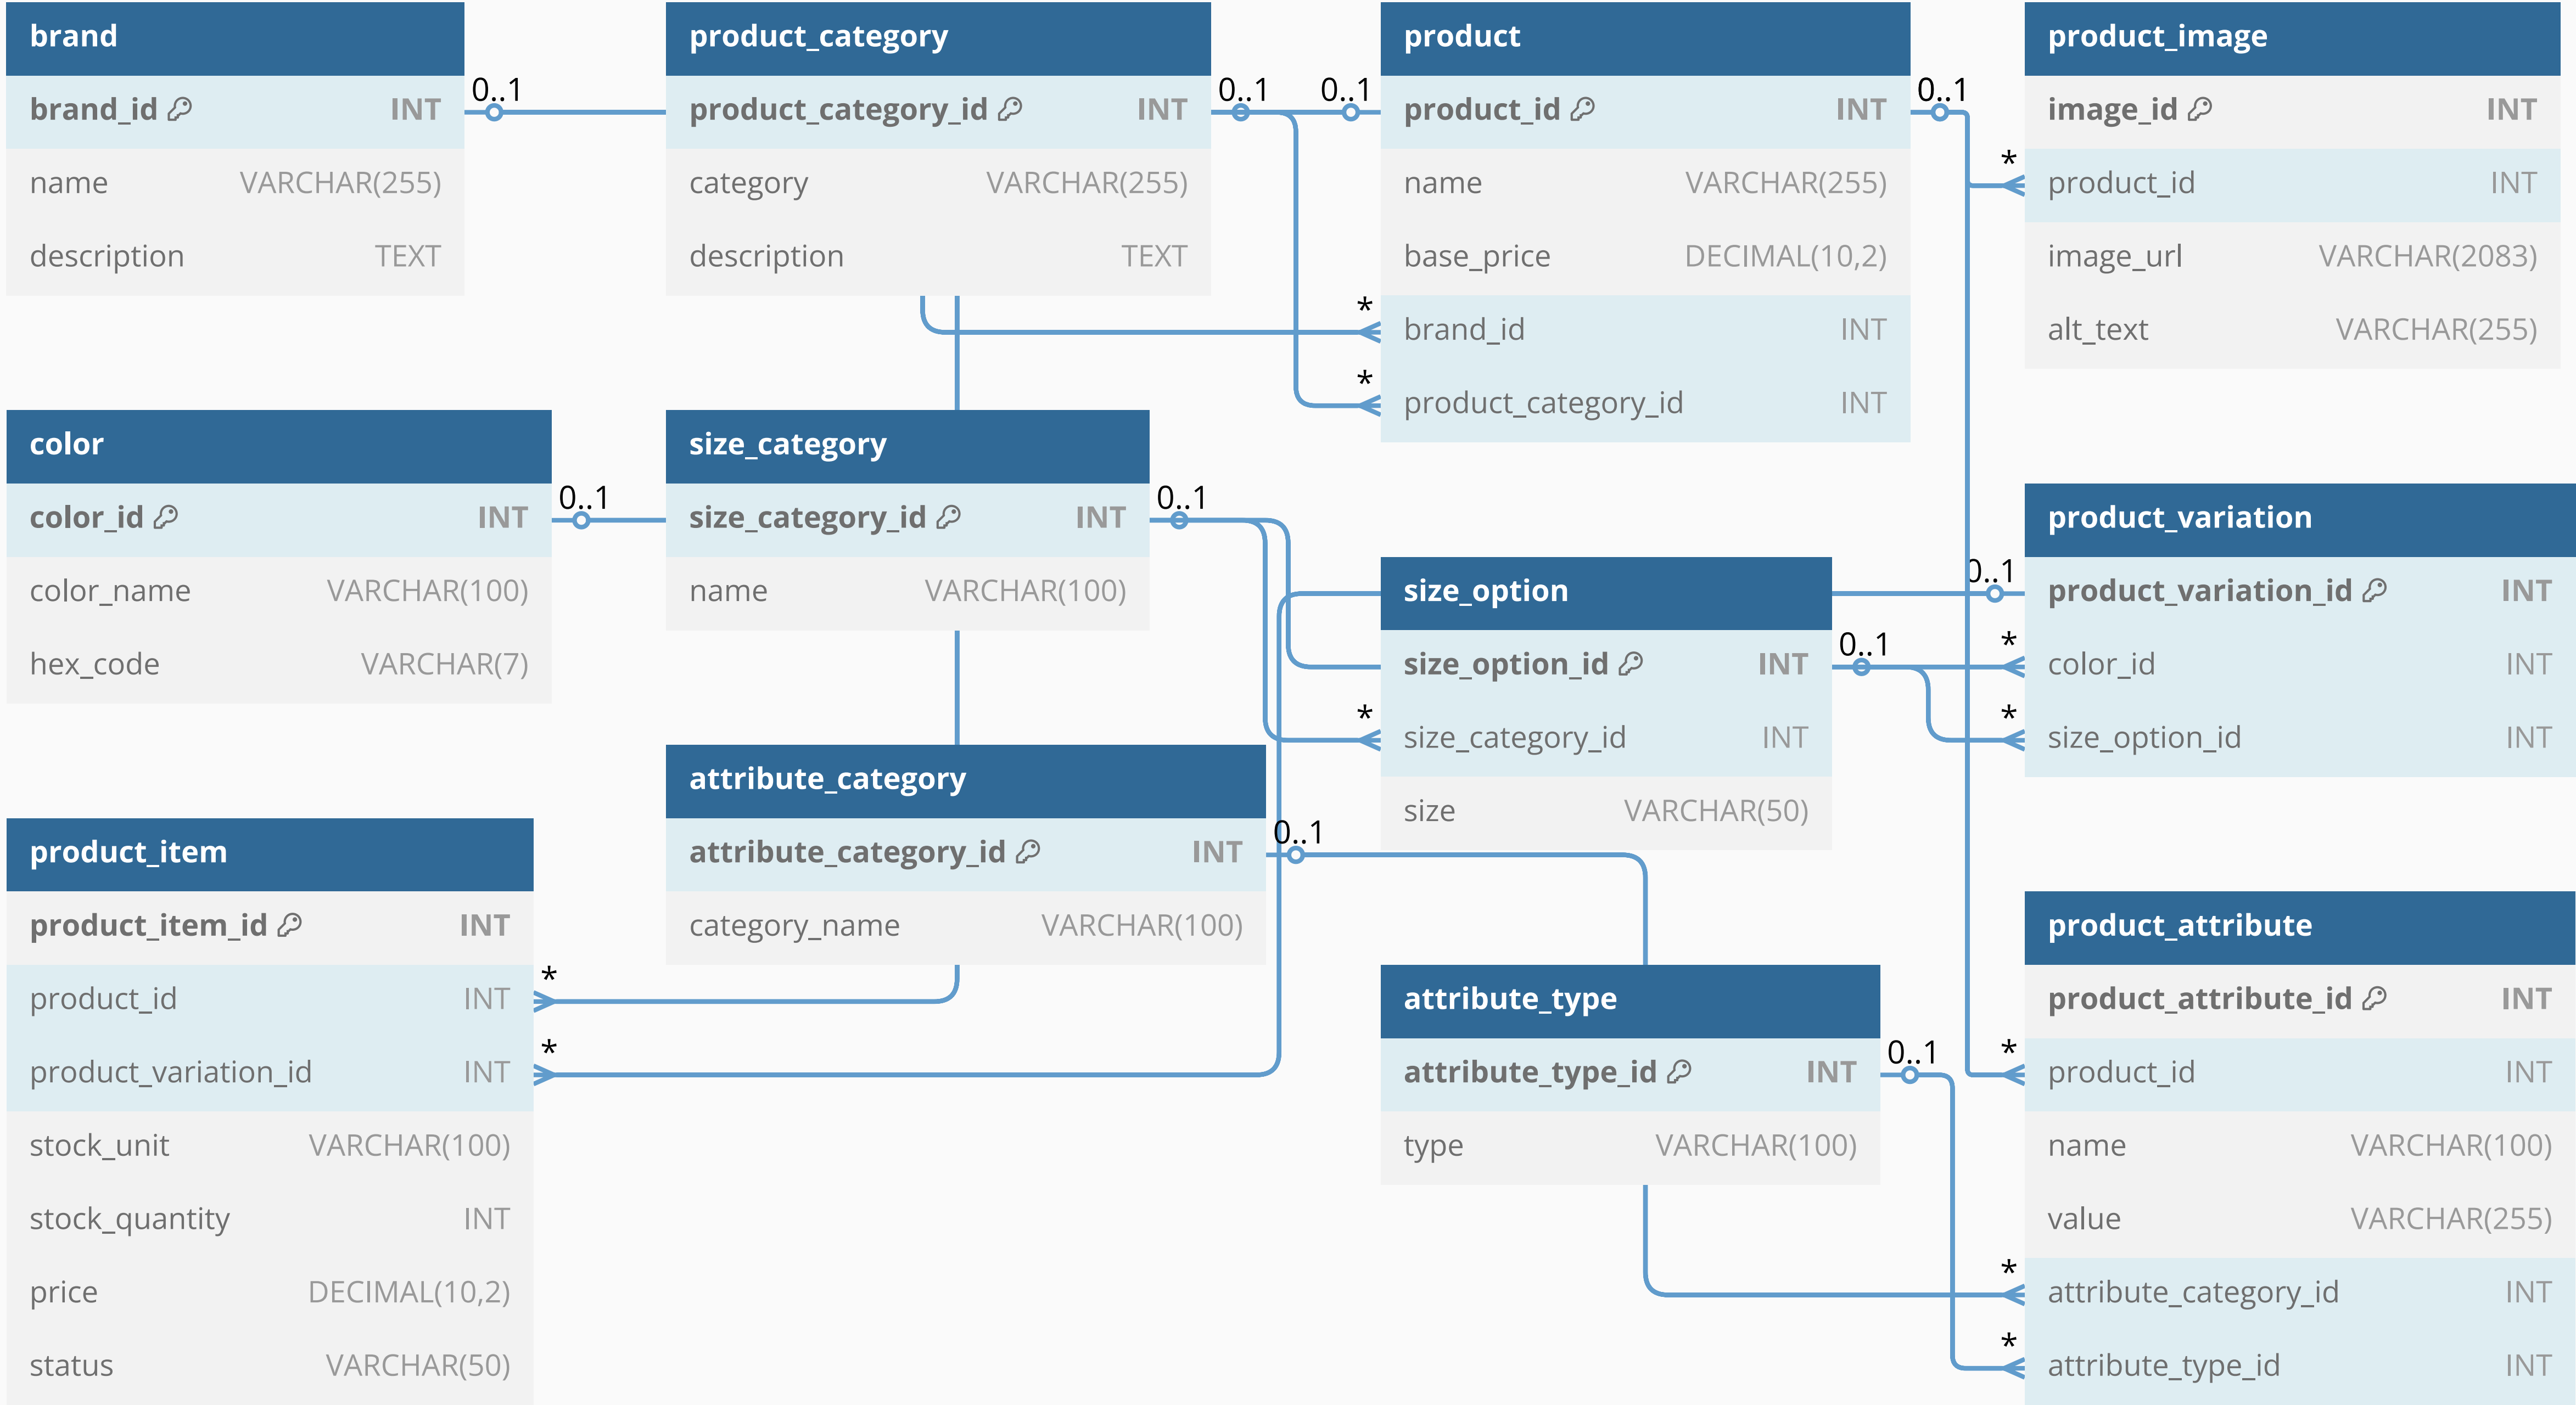 brand
brand_id INT
name VARCHAR(255)
description TEXT
0..1
product_category
product_category_id INT
category VARCHAR(255)
description TEXT
0..1
0..1
product
product_id INT
name VARCHAR(255)
base_price DECIMAL(10,2)
* brand_id INT
* product_category_id INT
0..1
product_image
image_id INT
* product_id INT
image_url VARCHAR(2083)
alt_text VARCHAR(255)
color
color_id INT
color_name VARCHAR(100)
hex_code VARCHAR(7)
0..1
size_category
size_category_id INT
name VARCHAR(100)
0..1
size_option
size_option_id INT
* size_category_id INT
size VARCHAR(50)
0..1
product_variation
0..1
product_variation_id INT
* color_id INT
* size_option_id INT
attribute_category
attribute_category_id INT
category_name VARCHAR(100)
0..1
product_item
product_item_id INT
product_id INT *
product_variation_id INT *
stock_unit VARCHAR(100)
stock_quantity INT
price DECIMAL(10,2)
status VARCHAR(50)
attribute_type
attribute_type_id INT
type VARCHAR(100)
0..1
product_attribute
product_attribute_id INT
* product_id INT
name VARCHAR(100)
value VARCHAR(255)
* attribute_category_id INT
* attribute_type_id INT